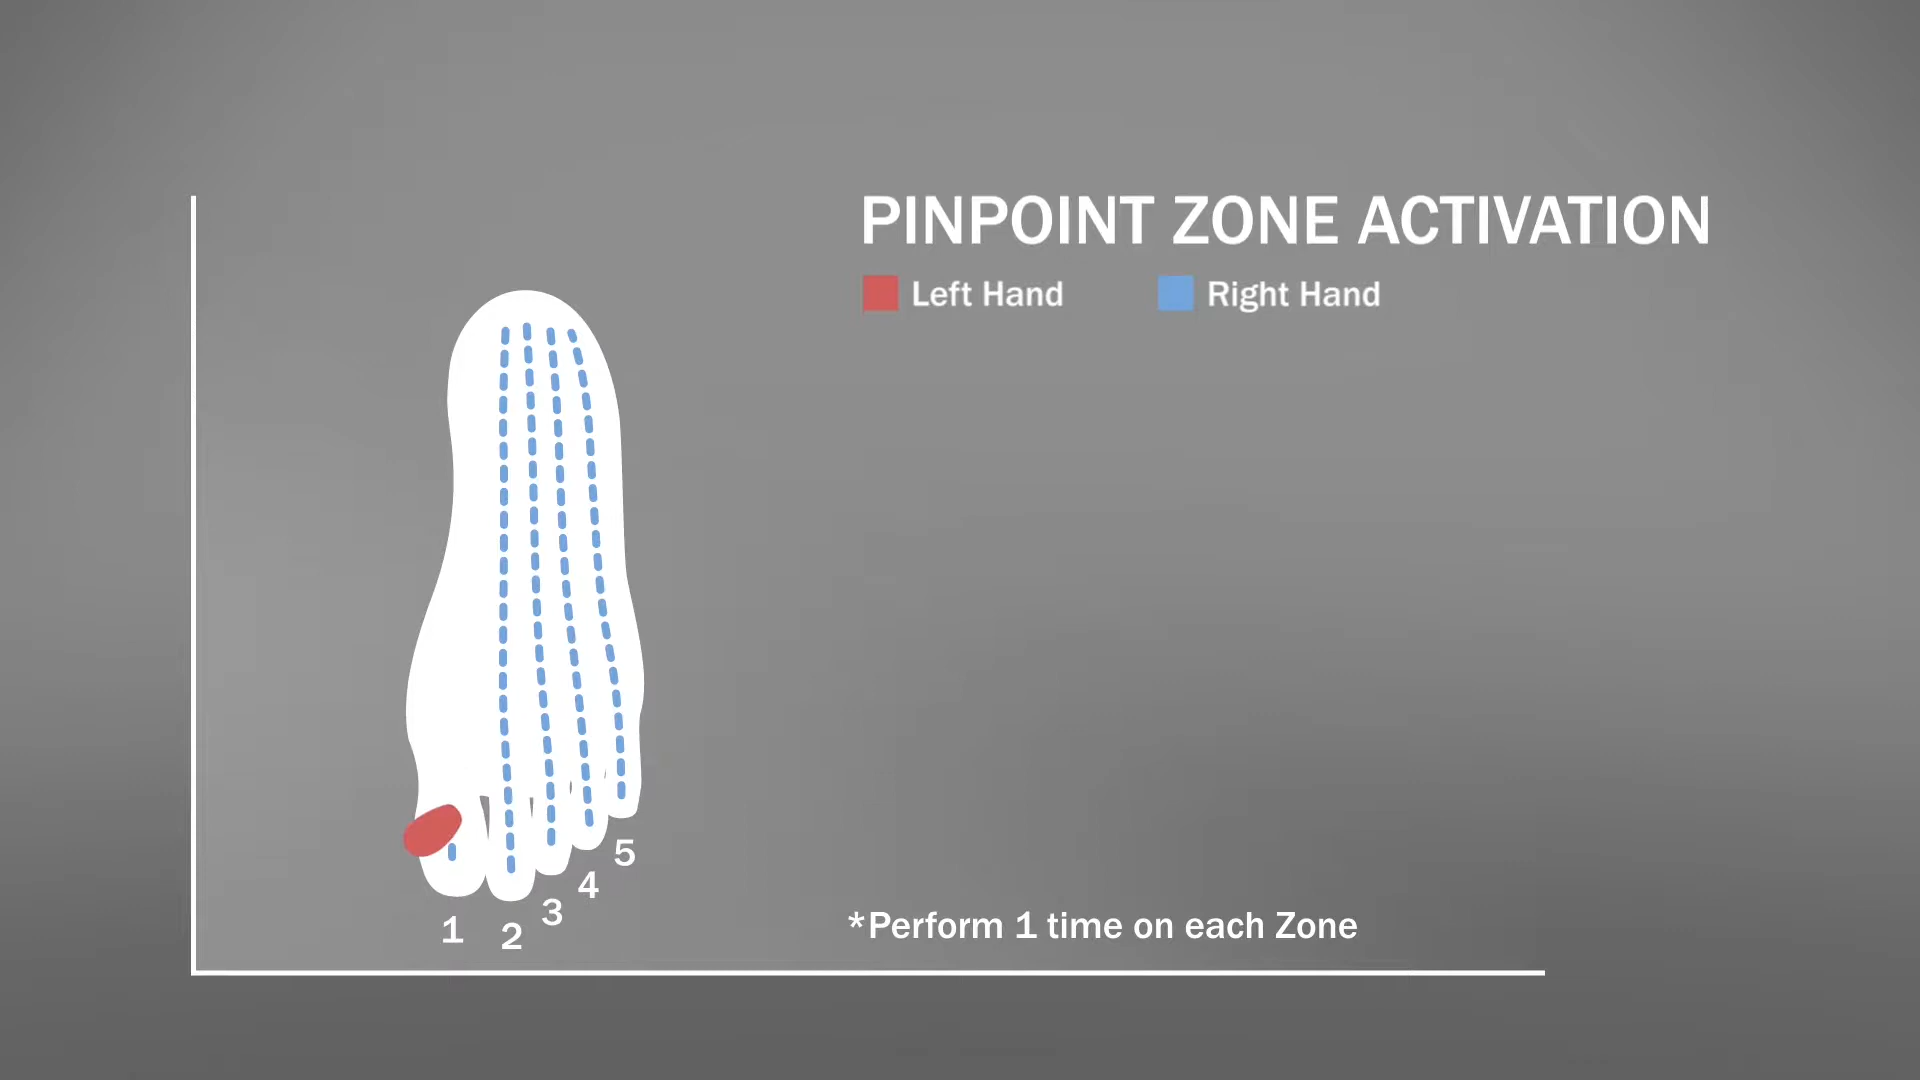 PINPOINT ZONE ACTIVATION
Left Hand
Right Hand
1
2
3
4
5
*Perform 1 time on each Zone